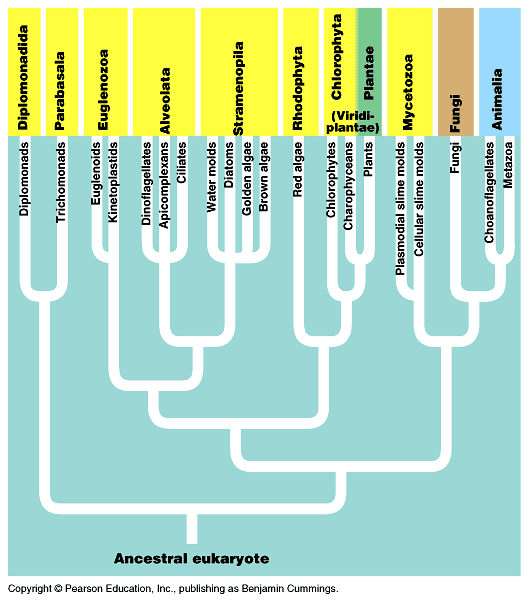 Diplomonadida
Parabasala
Euglenozoa
Alveolata
Stramenopila
Rhodophyta
Chlorophyta
Plantae
(Viridi-
plantae)
Mycetozoa
Fungi
Animalia
Diplomonads
Trichomonads
Euglenoids
Kinetoplastids
Dinoflagellates
Apicomplexans
Ciliates
Water molds
Diatoms
Golden algae
Brown algae
Red algae
Chlorophytes
Charophyceans
Plants
Plasmodial slime molds
Cellular slime molds
Fungi
Choanoflagellates
Metazoa
Ancestral eukaryote
Copyright © Pearson Education, Inc., publishing as Benjamin Cummings.